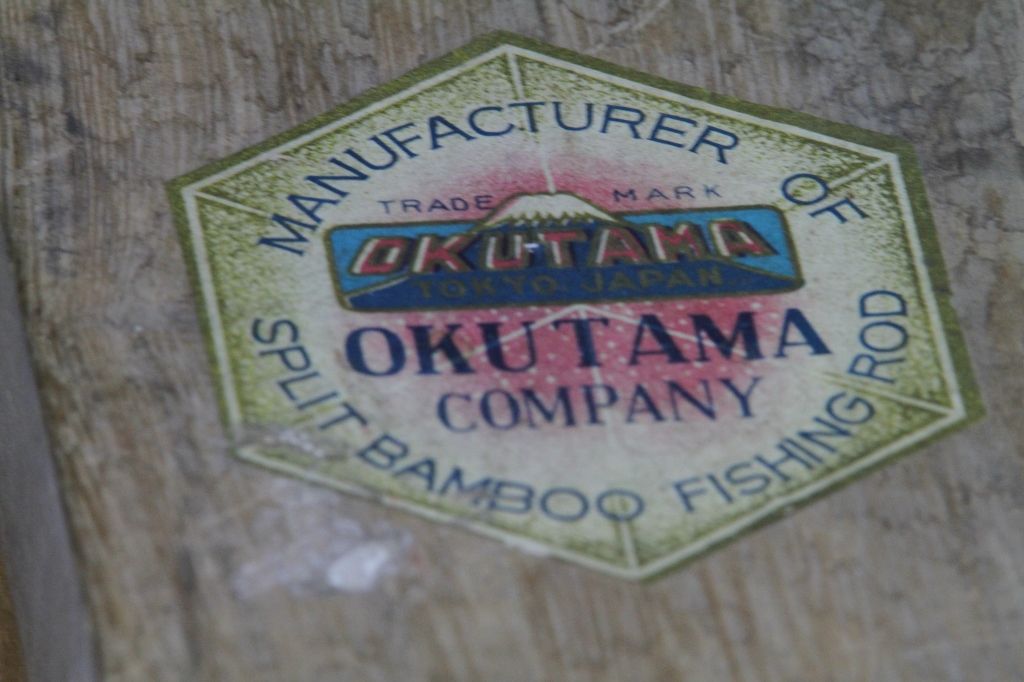 MANUFACTURER OF
TRADE MARK
OKUTAMA
TOKYO JAPAN
OKUTAMA
COMPANY
SPLIT BAMBOO FISHING ROD